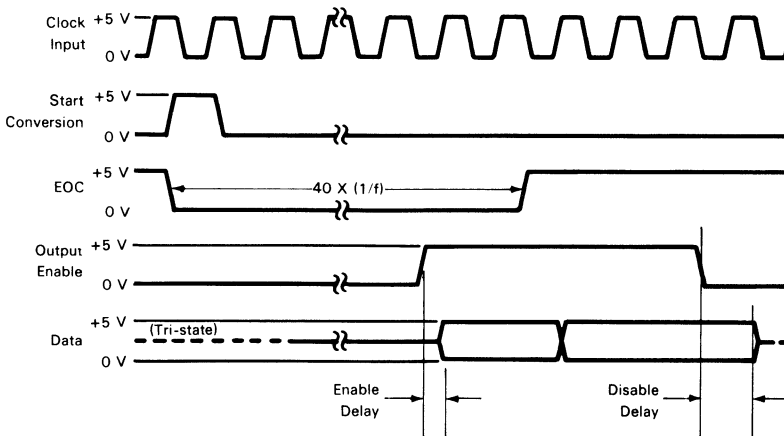 Clock Input +5 V
0 V
Start Conversion +5 V
0 V
EOC +5 V
40 X (1/f)
0 V
Output Enable +5 V
0 V
Data +5 V
(Tri-state)
0 V
Enable Delay
Disable Delay